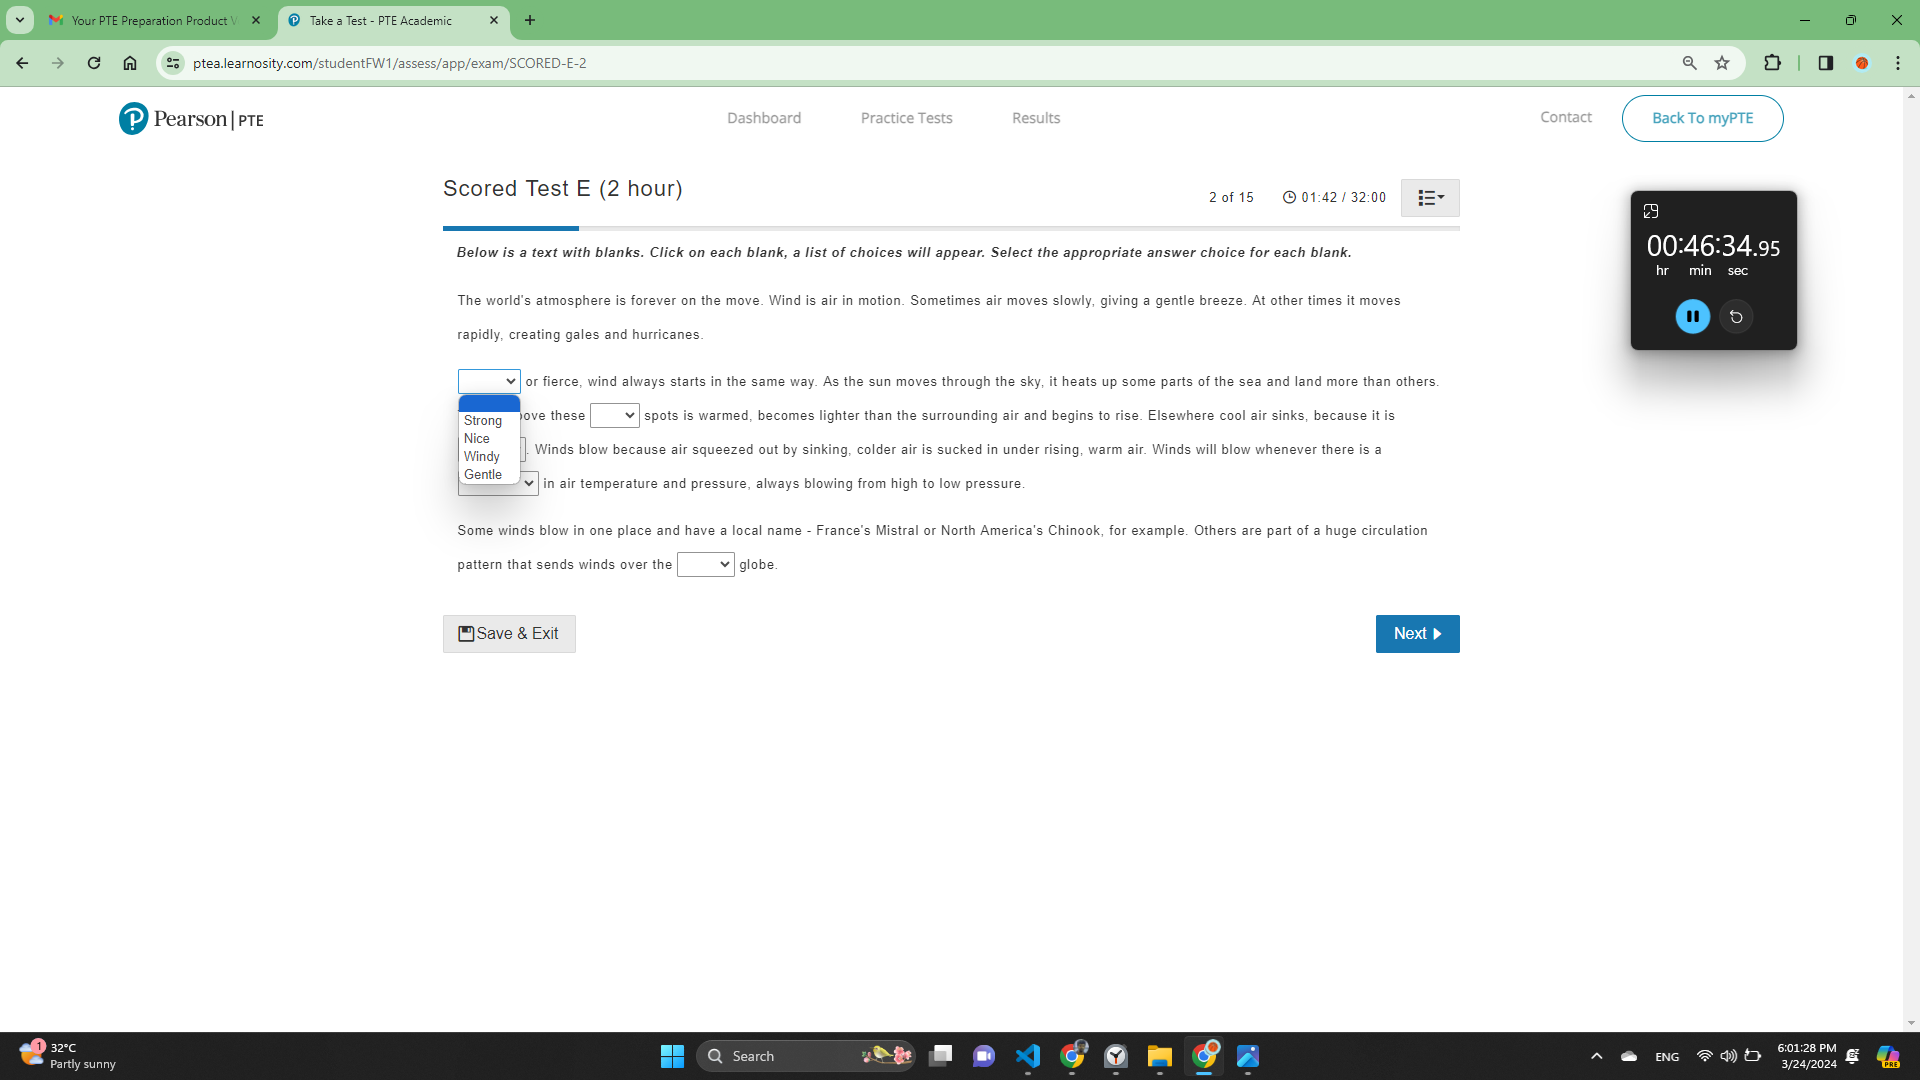 Your PTE Preparation Product V
Take a Test - PTE Academic
ptea.learnosity.com/studentFW1/assess/app/exam/SCORED-E-2
Pearson | PTE
Dashboard
Practice Tests
Results
Contact
Back To myPTE
Scored Test E (2 hour)
2 of 15
01:42 / 32:00
00:46:34.95
hr min sec
Below is a text with blanks. Click on each blank, a list of choices will appear. Select the appropriate answer choice for each blank.
The world's atmosphere is forever on the move. Wind is air in motion. Sometimes air moves slowly, giving a gentle breeze. At other times it moves
rapidly, creating gales and hurricanes.
or fierce, wind always starts in the same way. As the sun moves through the sky, it heats up some parts of the sea and land more than others.
Strong
Nice
Windy
Gentle
these spots is warmed, becomes lighter than the surrounding air and begins to rise. Elsewhere cool air sinks, because it is
. Winds blow because air squeezed out by sinking, colder air is sucked in under rising, warm air. Winds will blow whenever there is a
in air temperature and pressure, always blowing from high to low pressure.
Some winds blow in one place and have a local name - France's Mistral or North America's Chinook, for example. Others are part of a huge circulation
pattern that sends winds over the globe.
Save & Exit
Next
1
32°C
Partly sunny
Search
ENG
6:01:28 PM
3/24/2024
PRE